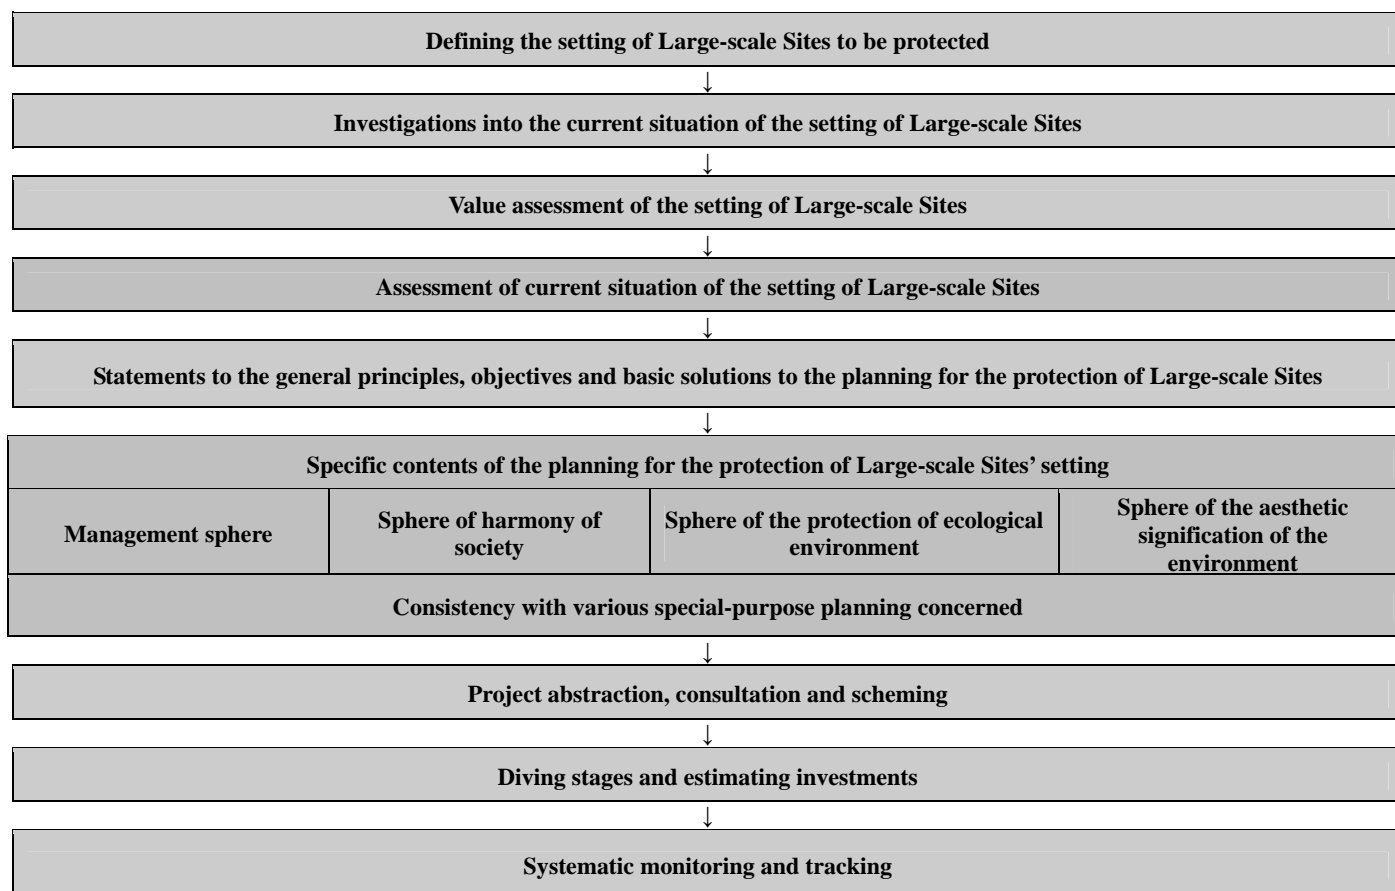 Defining the setting of Large-scale Sites to be protected
↓
Investigations into the current situation of the setting of Large-scale Sites
↓
Value assessment of the setting of Large-scale Sites
↓
Assessment of current situation of the setting of Large-scale Sites
↓
Statements to the general principles, objectives and basic solutions to the planning for the protection of Large-scale Sites
↓
Specific contents of the planning for the protection of Large-scale Sites’ setting
Management sphere
Sphere of harmony of
society
Sphere of the protection of ecological
environment
Sphere of the aesthetic
signification of the
environment
Consistency with various special-purpose planning concerned
↓
Project abstraction, consultation and scheming
↓
Diving stages and estimating investments
↓
Systematic monitoring and tracking